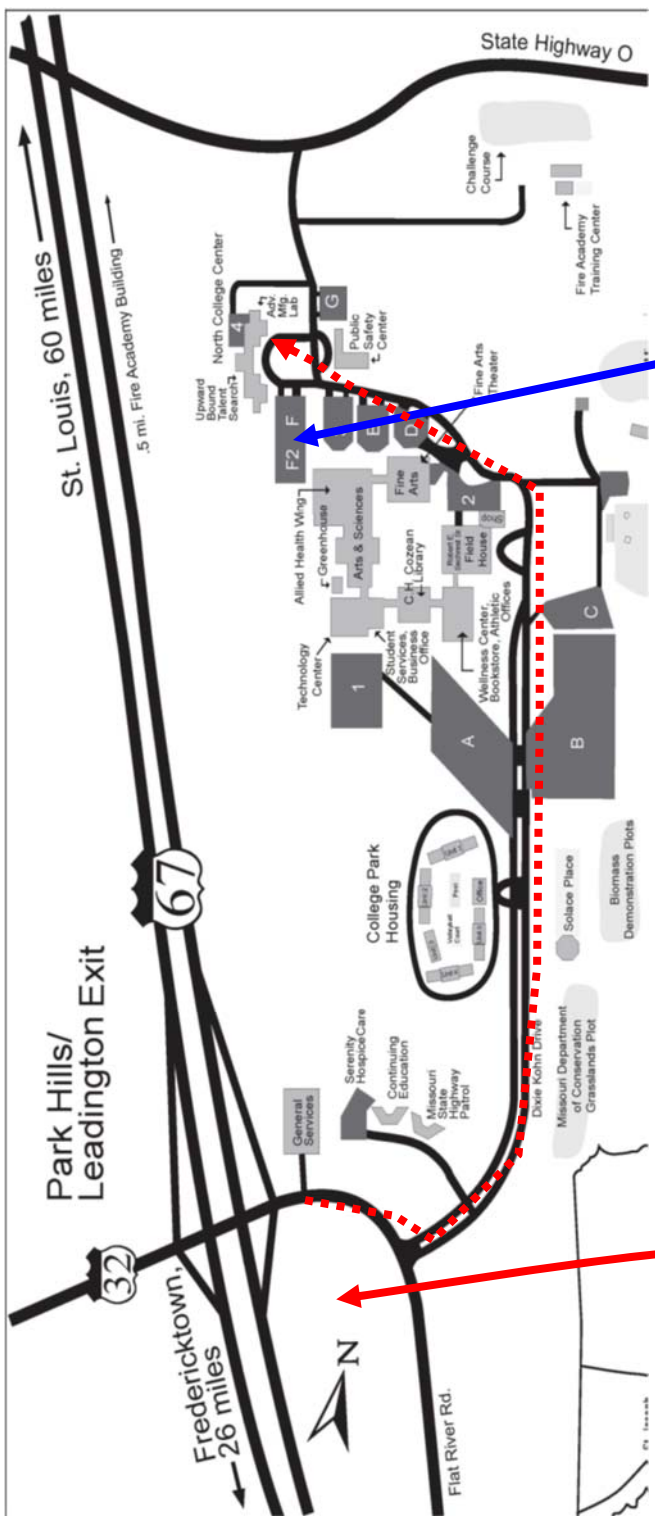 Park Hills/
Leadington Exit
32
67
St. Louis, 60 miles
.5 mi. Fire Academy Building
Fredericktown,
26 miles
N
Flat River Rd.
State Highway O
General
Services
Serenity
HospiceCare
Continuing
Education
Missouri
State
Highway
Patrol
College Park
Housing
Volleyball
Court
Pool
Office
Dixie Kohn Drive
Missouri Department
of Conservation
Grasslands Plot
Solace Place
Biomass
Demonstration Plots
A
B
C
1
Technology
Center
Student
Services,
Business
Office
Greenhouse
Allied Health Wing
Arts & Sciences
C.H. Cozean
Library
Wellness Center,
Bookstore, Athletic
Offices
Field
House
Shop
2
Fine
Arts
Fine Arts
Theater
F2
F
E
D
Upward
Bound
Talent
Search
4
North College Center
Adv.
Mfg.
Lab
G
Public
Safety
Center
Challenge
Course
Fire Academy
Training Center